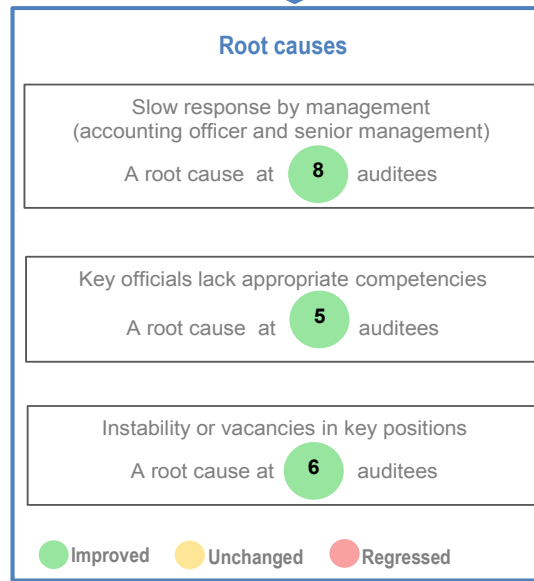 Root causes
Slow response by management
(accounting officer and senior management)
A root cause at 8 auditees
Key officials lack appropriate competencies
A root cause at 5 auditees
Instability or vacancies in key positions
A root cause at 6 auditees
Improved Unchanged Regressed